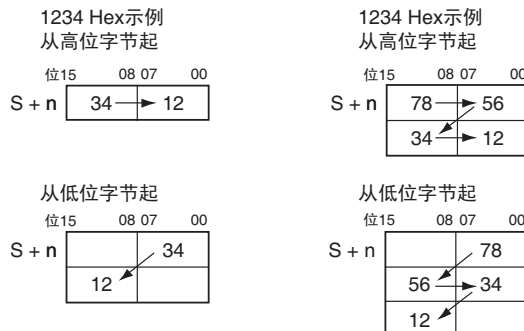 1234 Hex示例
从高位字节起
位15 08 07 00
S + n 34 12
从低位字节起
位15 08 07 00
S + n 34
12
1234 Hex示例
从高位字节起
位15 08 07 00
S + n 78 56
34 12
从低位字节起
位15 08 07 00
S + n 78
56 34
12